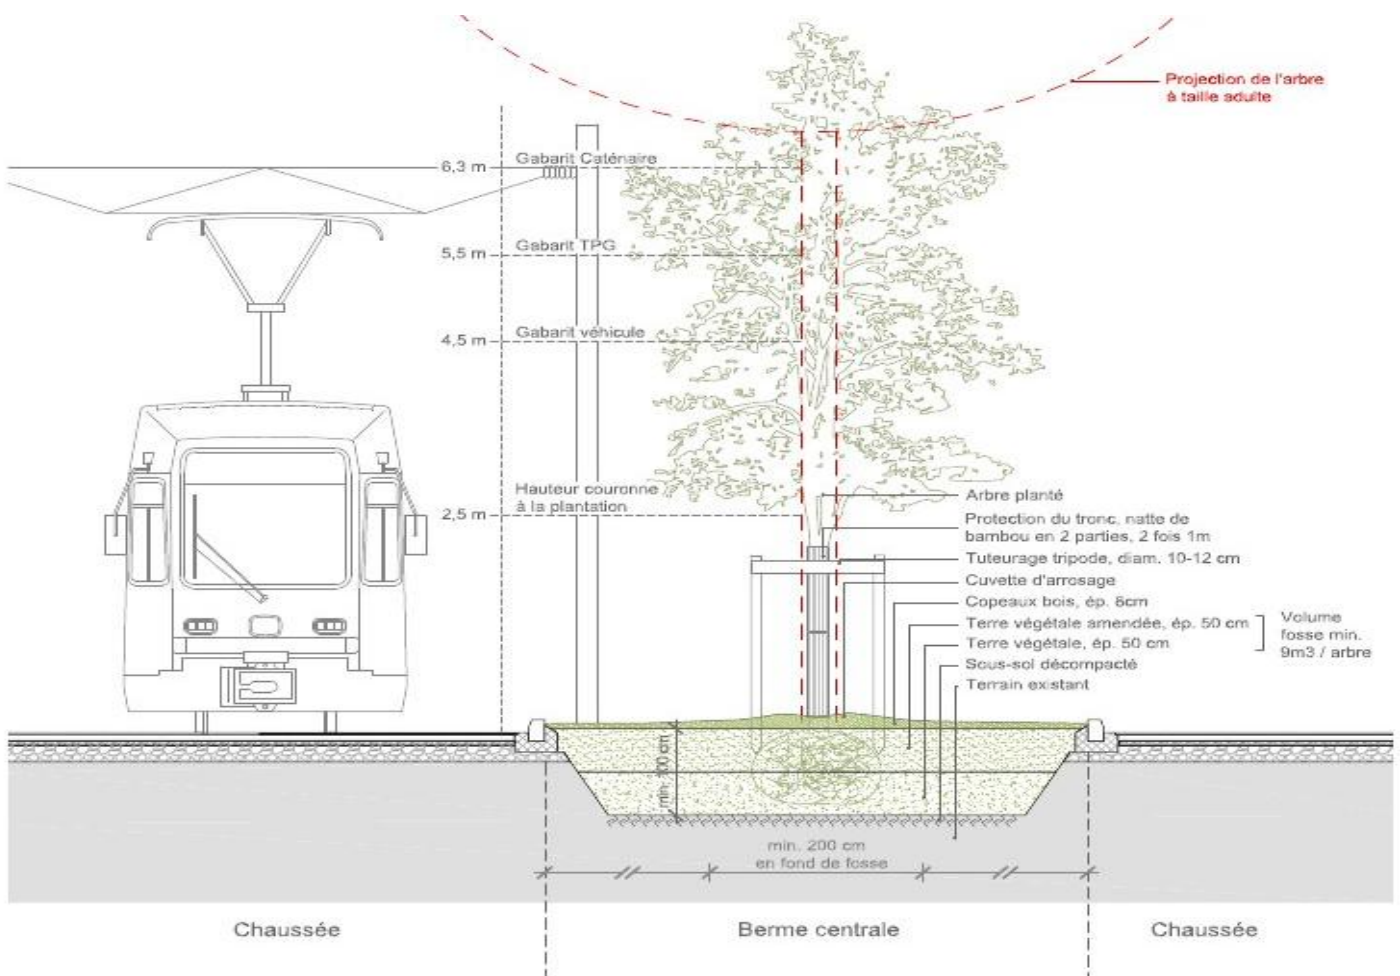 Projection de l'arbre
à taille adulte
6,3 m
Gabarit Caténaire
5,5 m
Gabarit TPG
4,5 m
Gabarit véhicule
Hauteur couronne
à la plantation
2,5 m
Arbre planté
Protection du tronc, natte de
bambou en 2 parties, 2 fois 1m
Tuteurage tripode, diam. 10-12 cm
Cuvette d'arrosage
Copeaux bois, ép. 8cm
Terre végétale amendée, ép. 50 cm
Terre végétale, ép. 50 cm
Volume
fosse min.
9m3 / arbre
Sous-sol décompacté
Terrain existant
min. 100 cm
min. 200 cm
en fond de fosse
Chaussée
Berme centrale
Chaussée